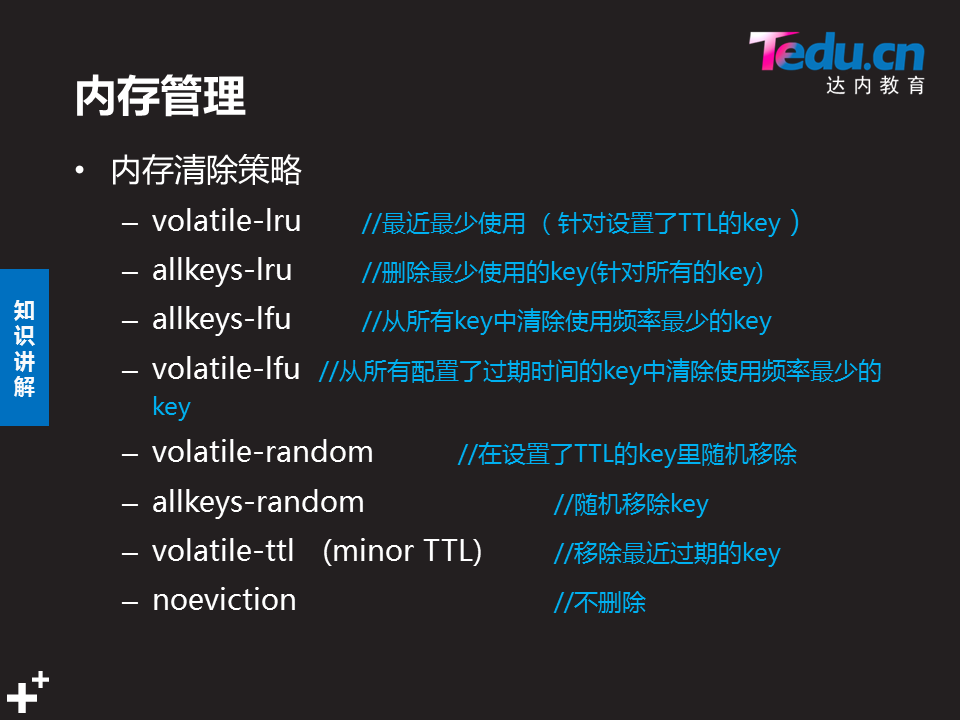 Tedu.cn
达内教育
内存管理
• 内存清除策略
– volatile-lru //最近最少使用（针对设置了TTL的key）
– allkeys-lru //删除最少使用的key(针对所有的key)
– allkeys-lfu //从所有key中清除使用频率最少的key
– volatile-lfu //从所有配置了过期时间的key中清除使用频率最少的
key
– volatile-random //在设置了TTL的key里随机移除
– allkeys-random //随机移除key
– volatile-ttl (minor TTL) //移除最近过期的key
– noeviction //不删除
知
识
讲
解